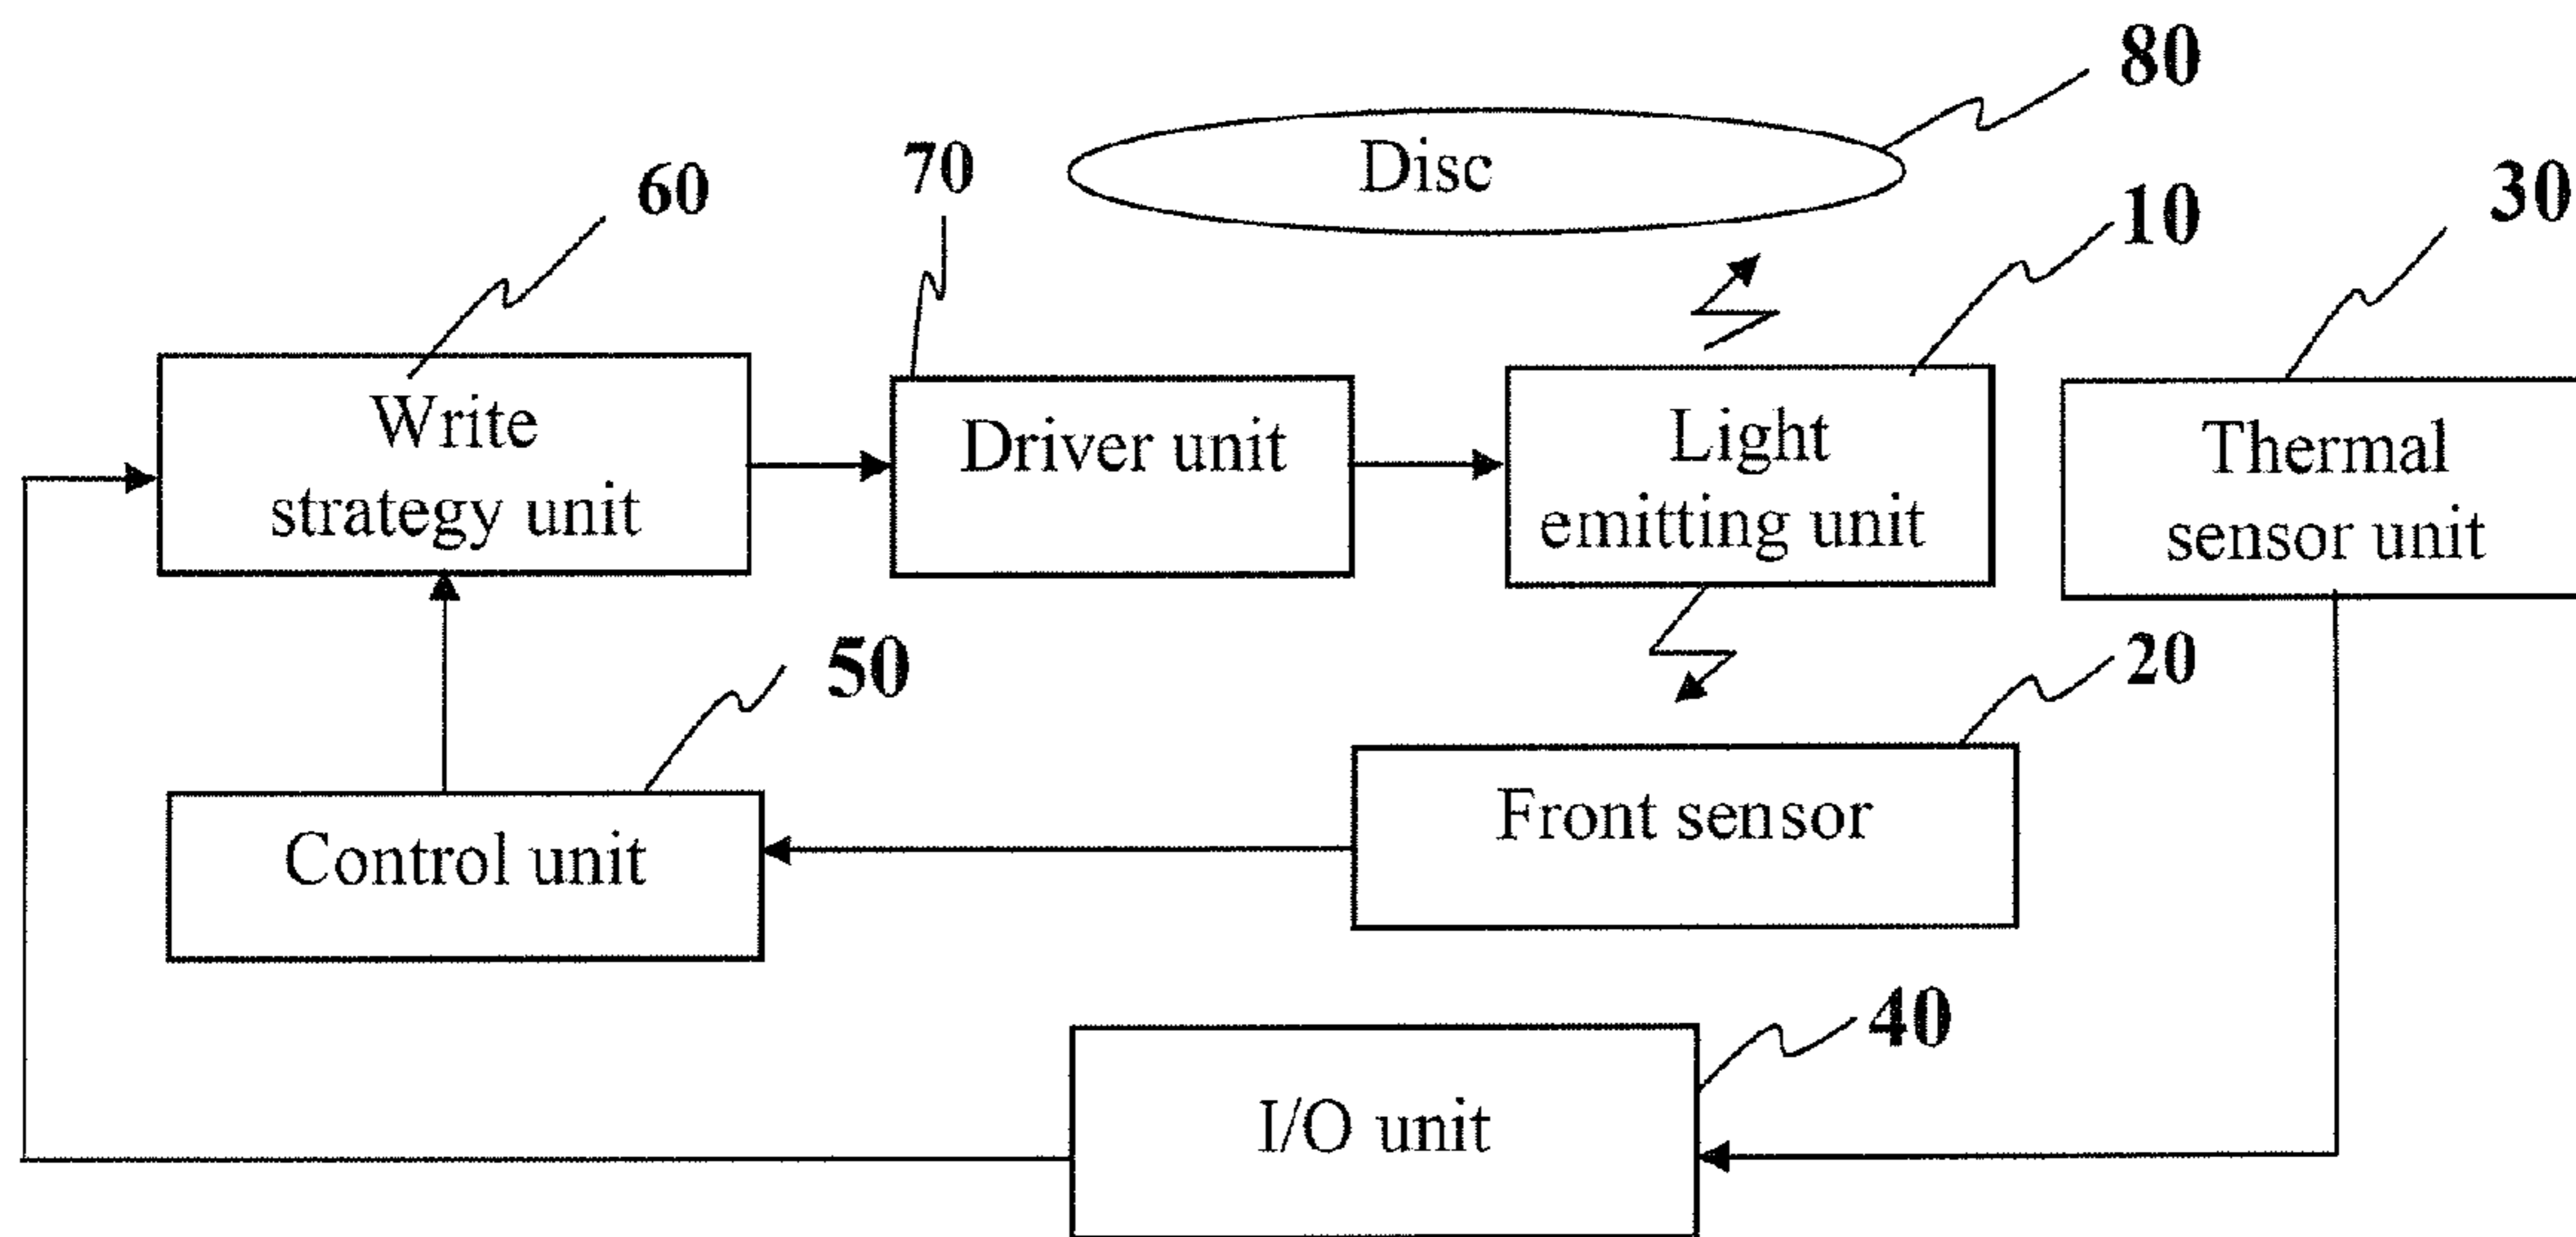 80
Disc
70
60
10
30
Write
strategy unit
Driver unit
Light
emitting unit
Thermal
sensor unit
50
20
Control unit
Front sensor
40
I/O unit